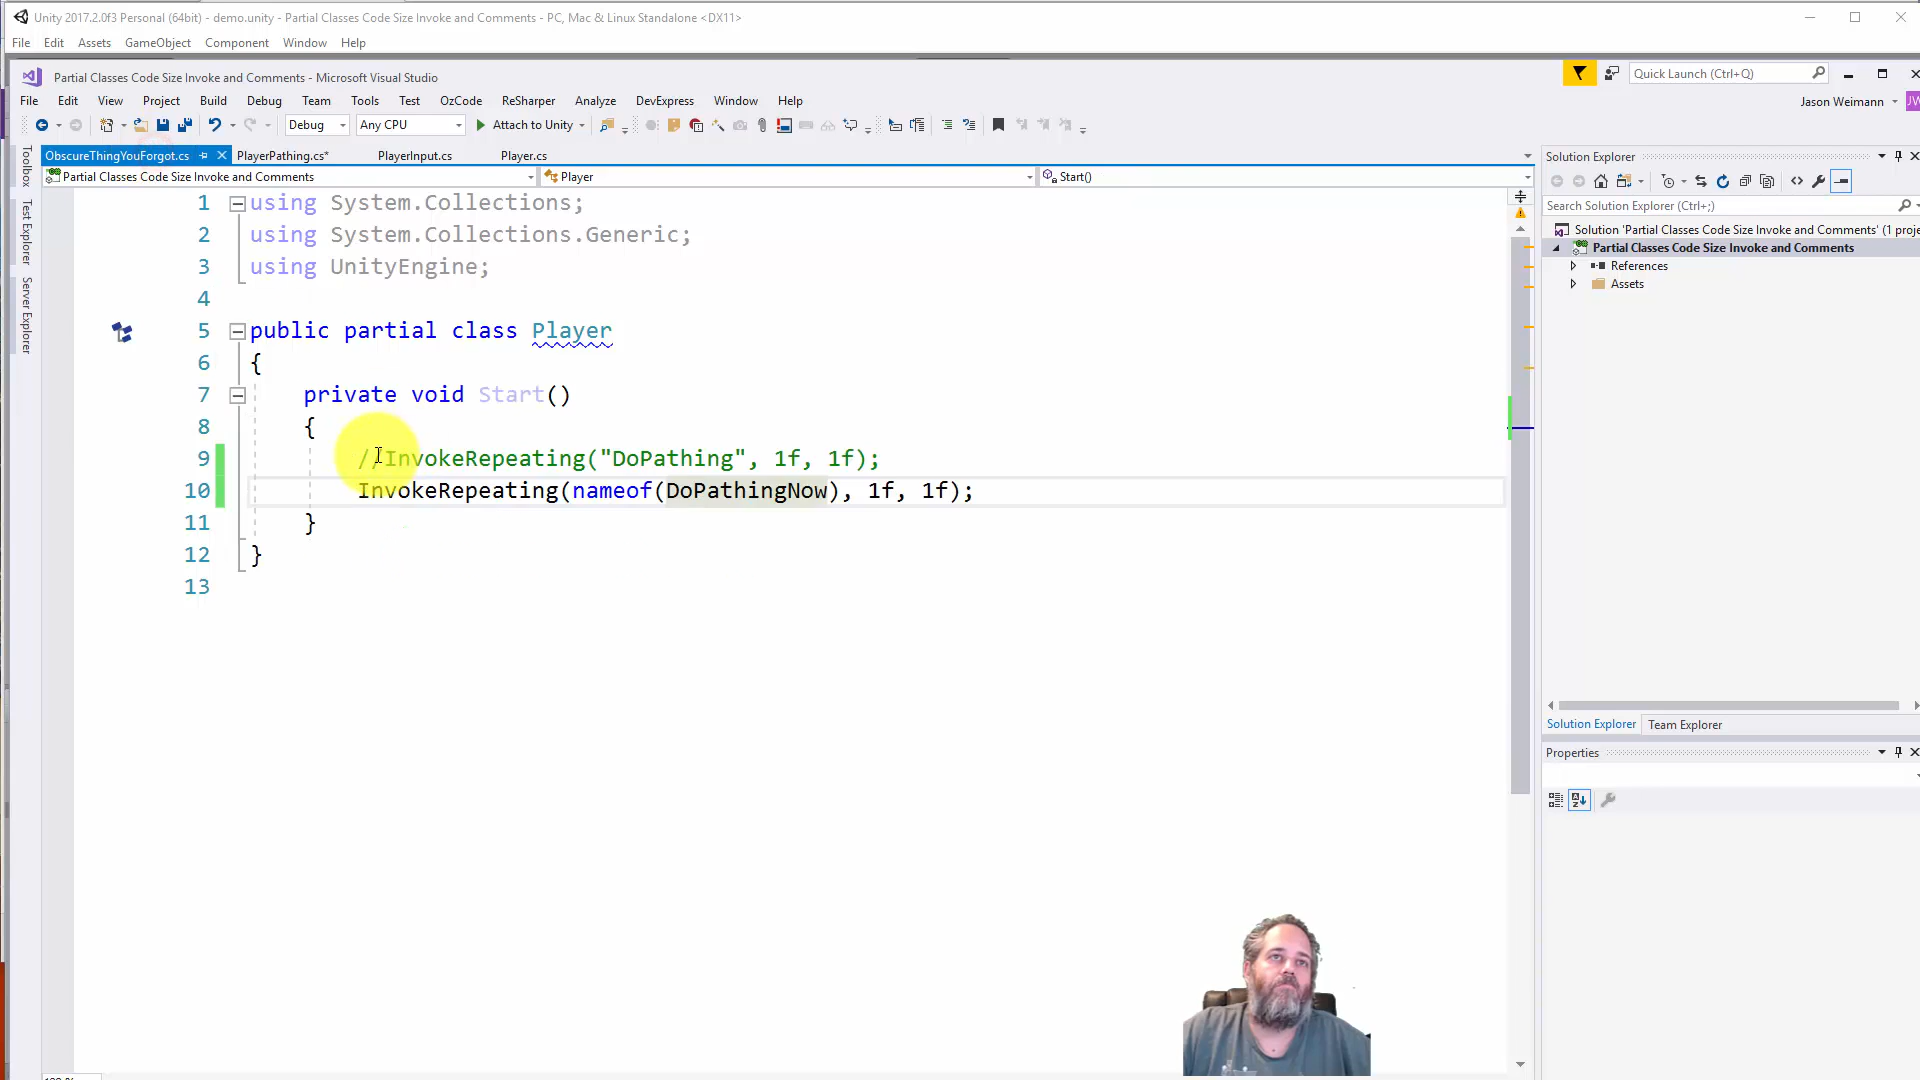 Unity 2017.2.0f3 Personal (64bit) - demo.unity - Partial Classes Code Size Invoke and Comments - PC, Mac & Linux Standalone <DX11>
File Edit Assets GameObject Component Window Help
Partial Classes Code Size Invoke and Comments - Microsoft Visual Studio
Quick Launch (Ctrl+Q)
File Edit View Project Build Debug Team Tools Test OzCode ReSharper Analyze DevExpress Window Help
Jason Weimann JW
Debug Any CPU Attach to Unity
ObscureThingYouForgot.cs PlayerPathing.cs* PlayerInput.cs Player.cs
Partial Classes Code Size Invoke and Comments Player Start()
Toolbox
Test Explorer
Server Explorer
1 using System.Collections;
2 using System.Collections.Generic;
3 using UnityEngine;
4
5 public partial class Player
6 {
7 private void Start()
8 {
9 //InvokeRepeating("DoPathing", 1f, 1f);
10 InvokeRepeating(nameof(DoPathingNow), 1f, 1f);
11 }
12 }
13
Solution Explorer
Search Solution Explorer (Ctrl+;)
Solution 'Partial Classes Code Size Invoke and Comments' (1 proje
Partial Classes Code Size Invoke and Comments
References
Assets
Solution Explorer Team Explorer
Properties